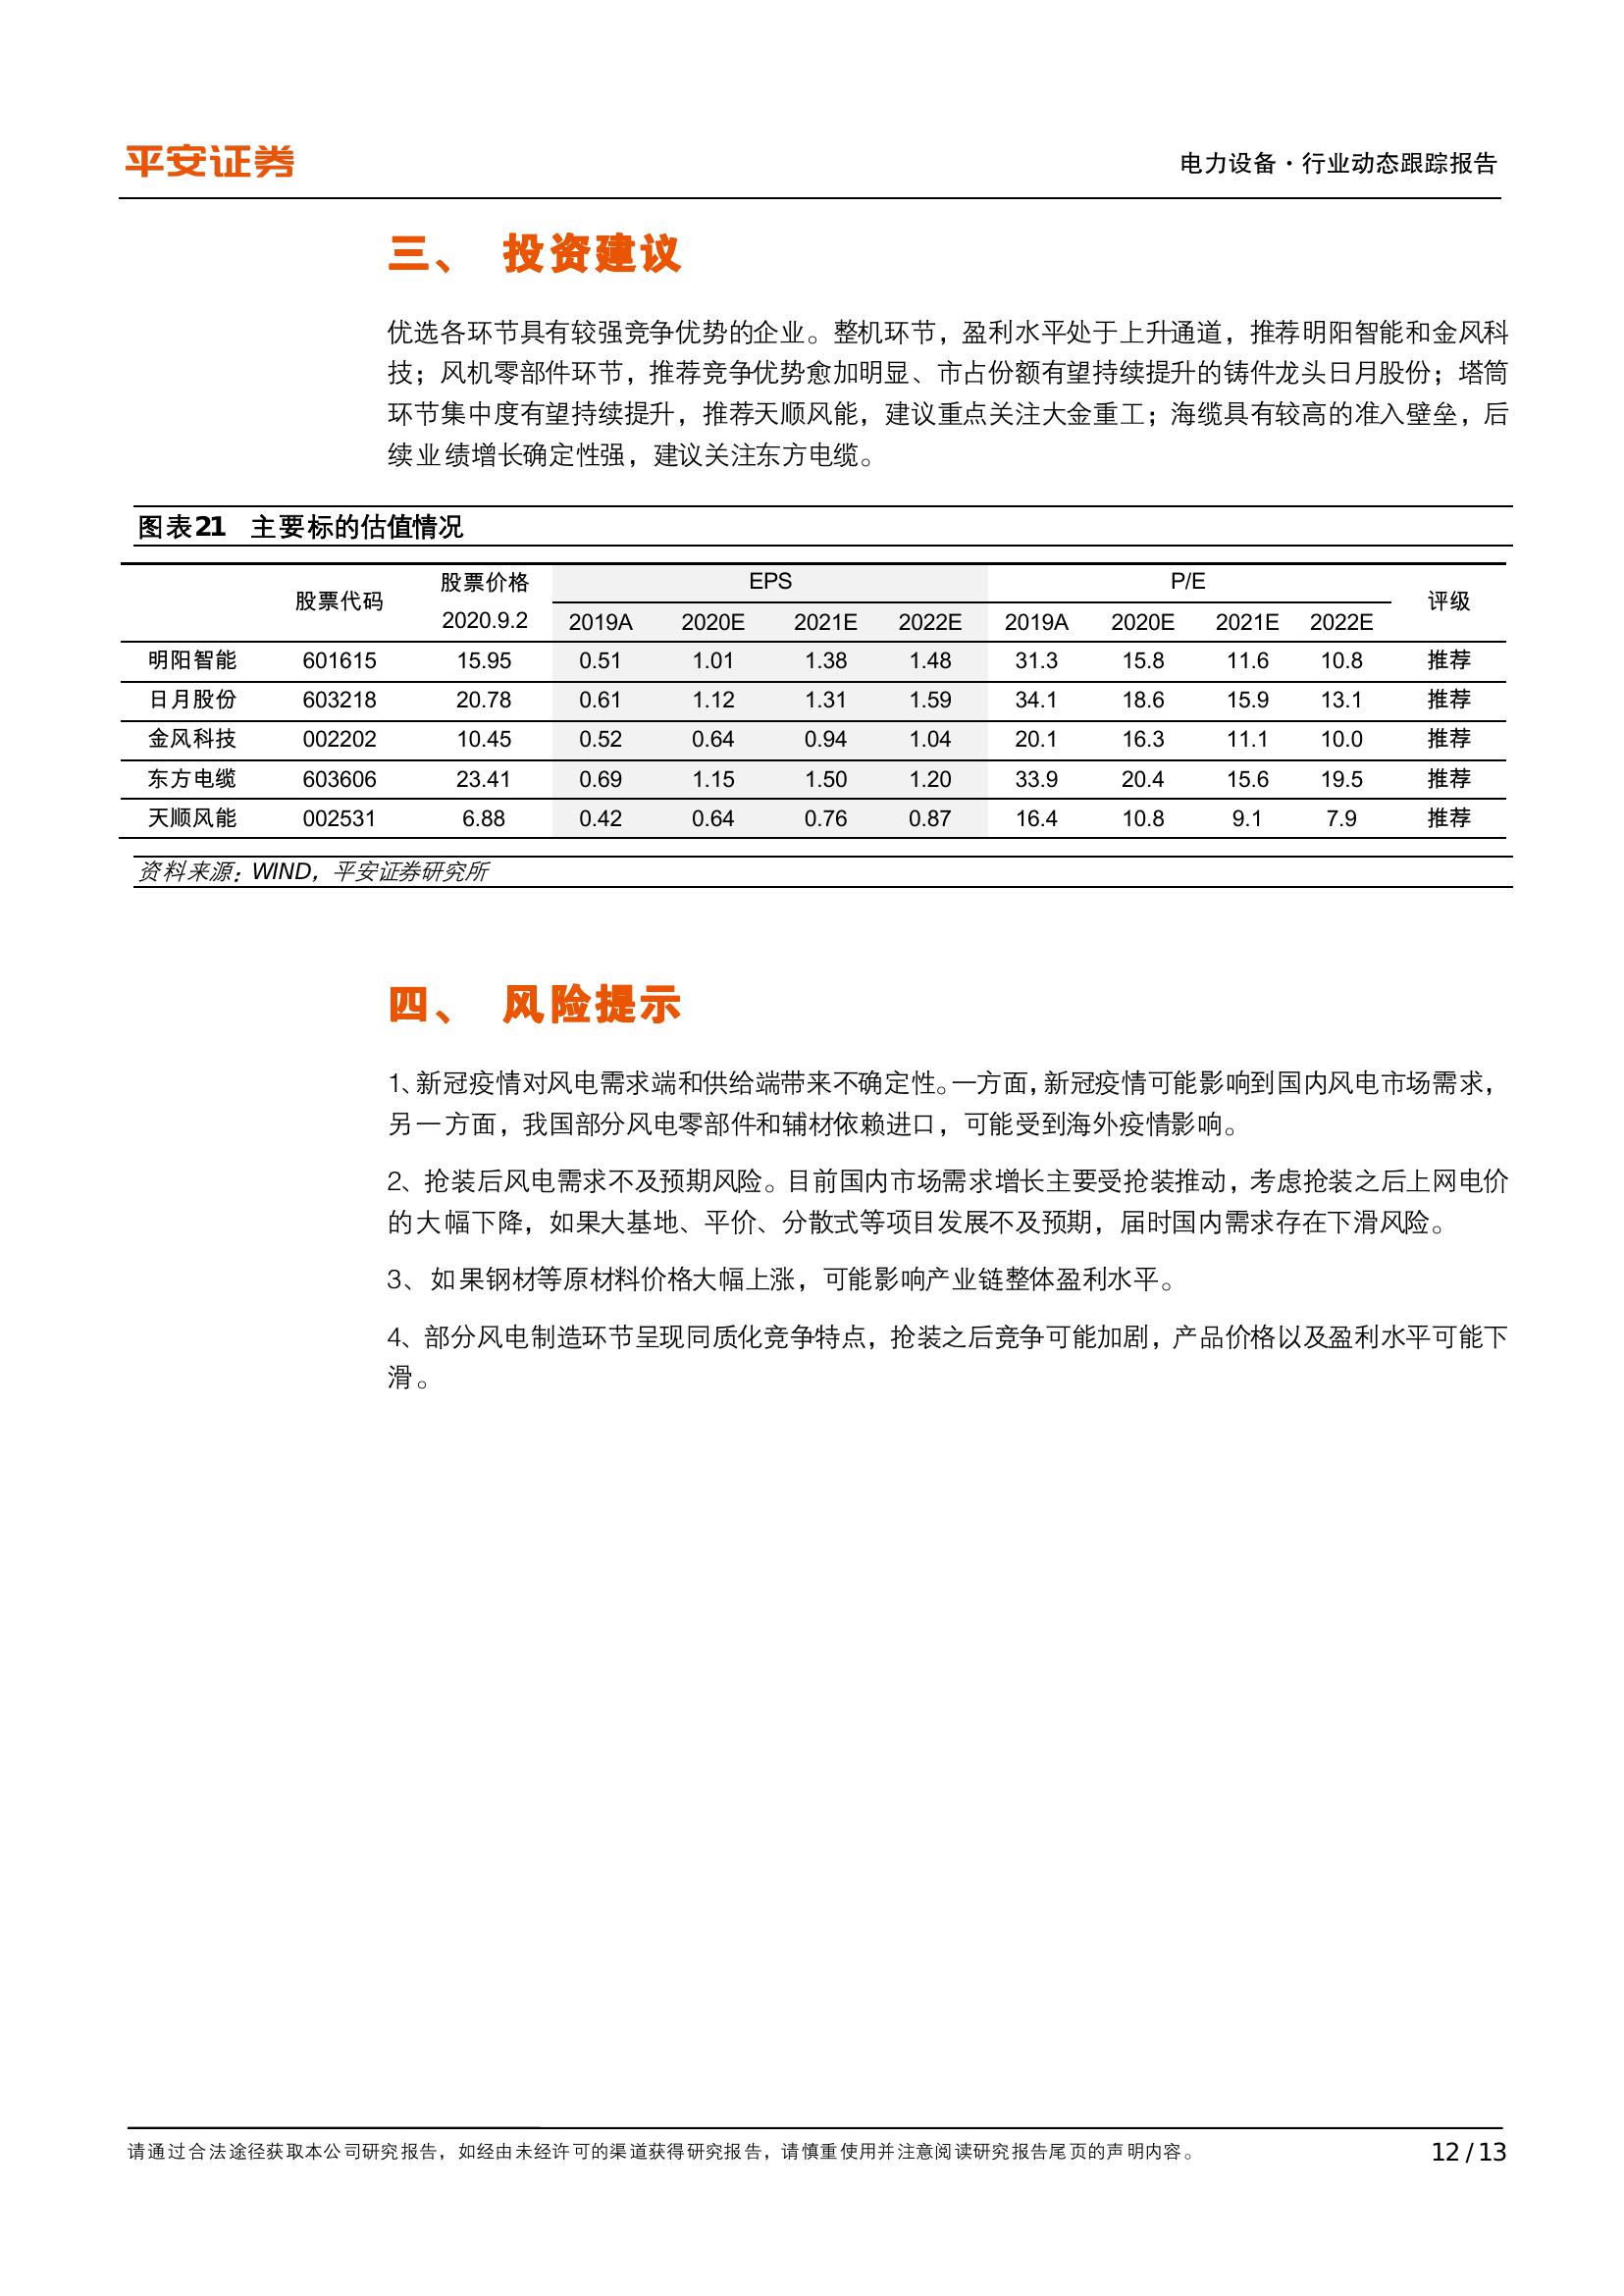 平安证券
电力设备·行业动态跟踪报告
三、 投资建议
优选各环节具有较强竞争优势的企业。整机环节，盈利水平处于上升通道，推荐明阳智能和金风科
技；风机零部件环节，推荐竞争优势愈加明显、市占份额有望持续提升的铸件龙头日月股份；塔筒
环节集中度有望持续提升，推荐天顺风能，建议重点关注大金重工；海缆具有较高的准入壁垒，后
续业绩增长确定性强，建议关注东方电缆。
图表21 主要标的估值情况
股票代码 股票价格 EPS P/E 评级
2020.9.2 2019A 2020E 2021E 2022E 2019A 2020E 2021E 2022E
明阳智能 601615 15.95 0.51 1.01 1.38 1.48 31.3 15.8 11.6 10.8 推荐
日月股份 603218 20.78 0.61 1.12 1.31 1.59 34.1 18.6 15.9 13.1 推荐
金风科技 002202 10.45 0.52 0.64 0.94 1.04 20.1 16.3 11.1 10.0 推荐
东方电缆 603606 23.41 0.69 1.15 1.50 1.20 33.9 20.4 15.6 19.5 推荐
天顺风能 002531 6.88 0.42 0.64 0.76 0.87 16.4 10.8 9.1 7.9 推荐
资料来源：WIND，平安证券研究所
四、 风险提示
1、新冠疫情对风电需求端和供给端带来不确定性。一方面，新冠疫情可能影响到国内风电市场需求，
另一方面，我国部分风电零部件和辅材依赖进口，可能受到海外疫情影响。
2、抢装后风电需求不及预期风险。目前国内市场需求增长主要受抢装推动，考虑抢装之后上网电价
的大幅下降，如果大基地、平价、分散式等项目发展不及预期，届时国内需求存在下滑风险。
3、如果钢材等原材料价格大幅上涨，可能影响产业链整体盈利水平。
4、部分风电制造环节呈现同质化竞争特点，抢装之后竞争可能加剧，产品价格以及盈利水平可能下
滑。
请通过合法途径获取本公司研究报告，如经由未经许可的渠道获得研究报告，请慎重使用并注意阅读研究报告尾页的声明内容。
12 / 13